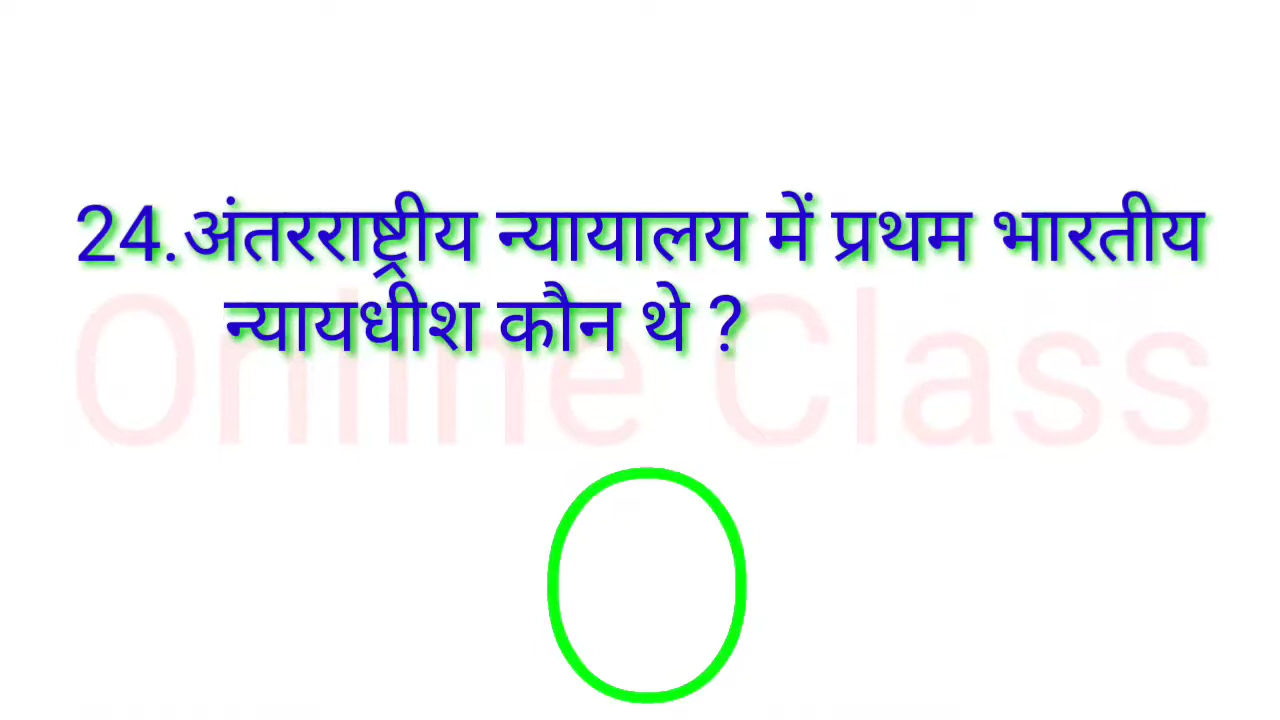 24.अंतरराष्ट्रीय न्यायालय में प्रथम भारतीय
न्यायधीश कौन थे ?
Online Class